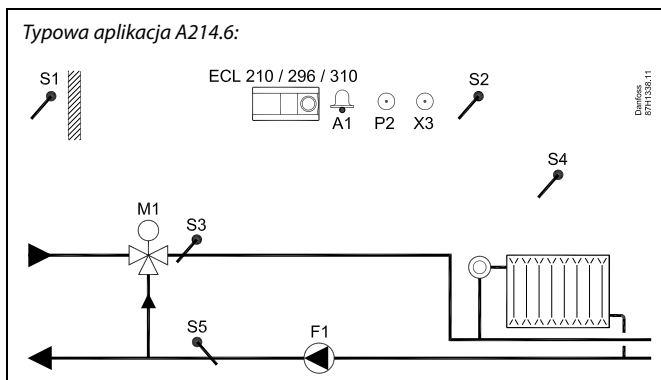 Typowa aplikacja A214.6:
S1
ECL 210 / 296 / 310
S2
A1
P2
X3
Danfoss
87H1338.11
S4
M1
S3
S5
F1